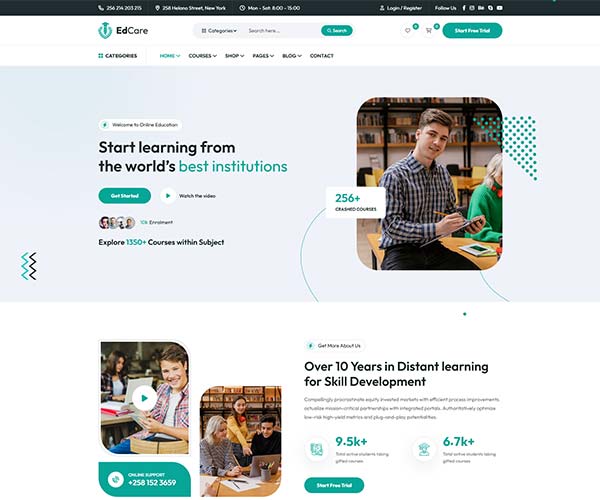 256 214 203 215
258 Helano Street, New York
Mon - Sat: 8:00 - 15:00
Login / Register
Follow us
EdCare
Categories
Search here...
Search
0
0
Start Free Trial
CATEGORIES
HOME
COURSES
SHOP
PAGES
BLOG
CONTACT
Welcome to Online Education
Start learning from
the world's best institutions
Get Started
Watch the video
10k Enrolment
Explore 1350+ Courses within Subject
256+
CRASHED COURSES
Get More About Us
Over 10 Years in Distant learning
for Skill Development
Compellingly procrastinate equity invested markets with efficient process improvements.
actualize mission-critical partnerships with integrated portals. Authoritatively optimize
low-risk high-yield metrics and plug-and-play potentialities.
9.5k+
Total active students taking
gifted courses
6.7k+
Total active students taking
gifted courses
ONLINE SUPPORT
+258 152 3659
Start Free Trial